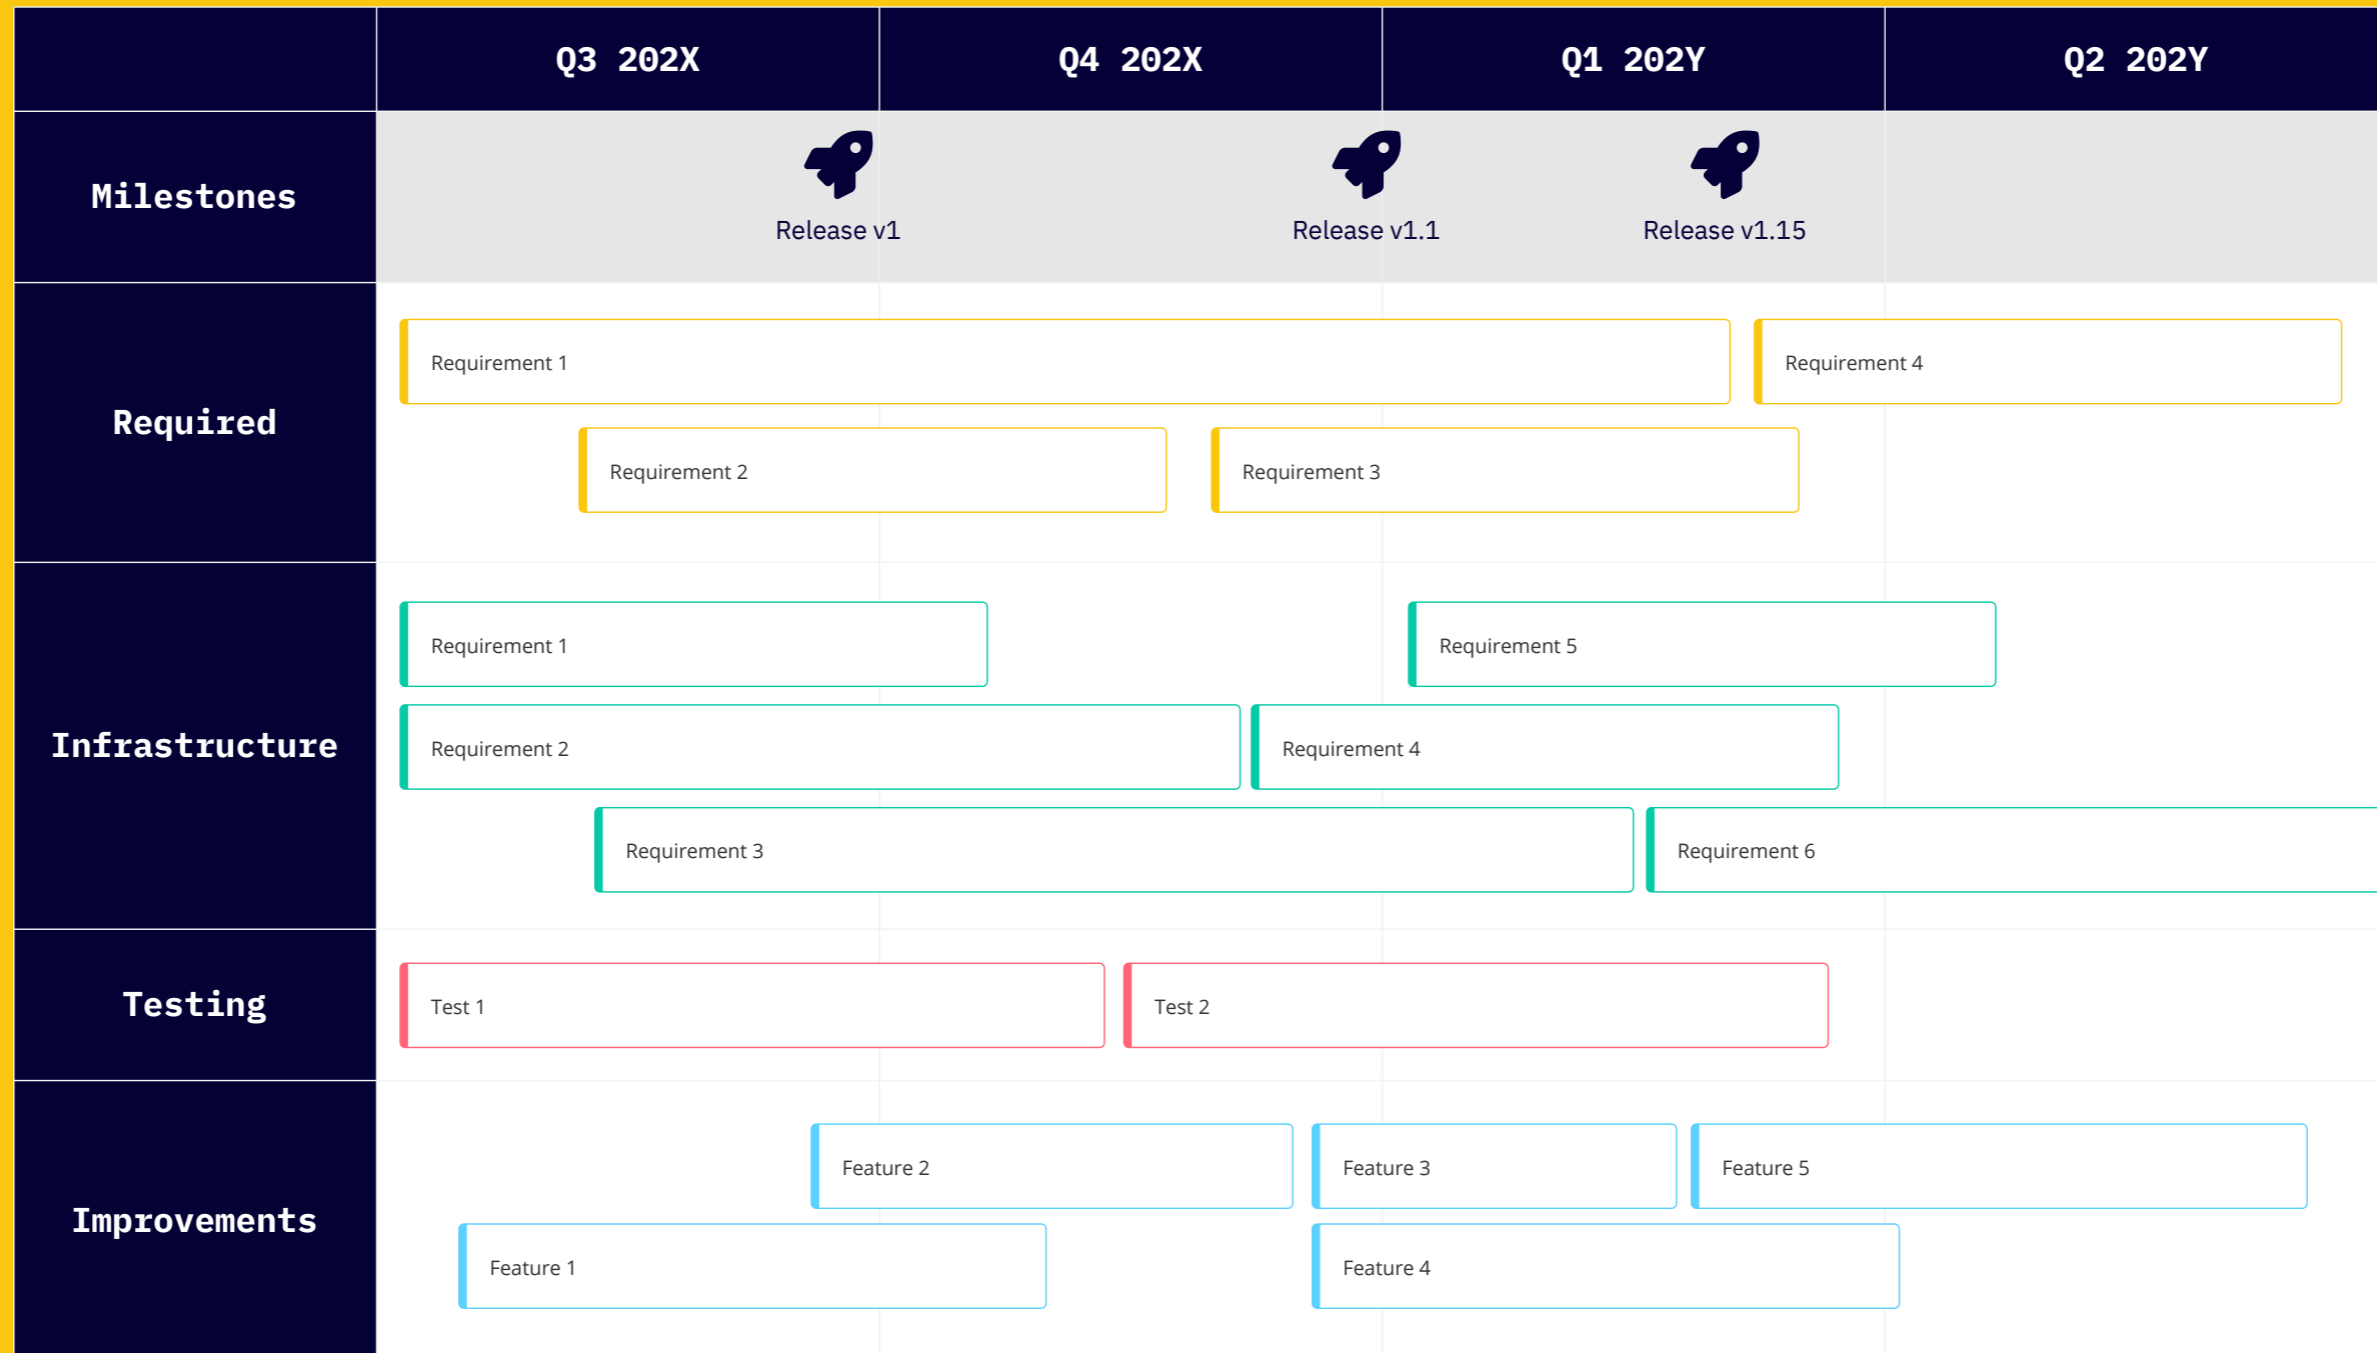 Q3 202X
Q4 202X
Q1 202Y
Q2 202Y
Milestones
Release v1
Release v1.1
Release v1.15
Required
Requirement 1
Requirement 4
Requirement 2
Requirement 3
Infrastructure
Requirement 1
Requirement 5
Requirement 2
Requirement 4
Requirement 3
Requirement 6
Testing
Test 1
Test 2
Improvements
Feature 2
Feature 3
Feature 5
Feature 1
Feature 4